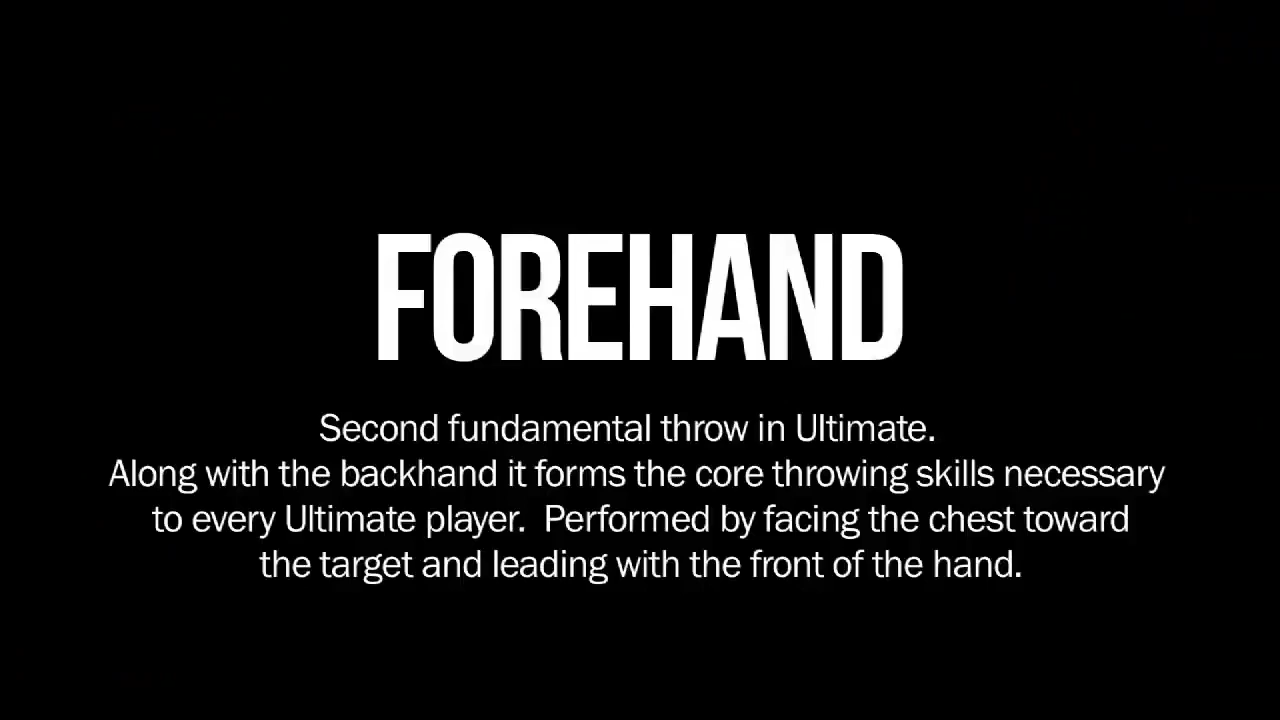 FOREHAND
Second fundamental throw in Ultimate.
Along with the backhand it forms the core throwing skills necessary
to every Ultimate player.  Performed by facing the chest toward
the target and leading with the front of the hand.